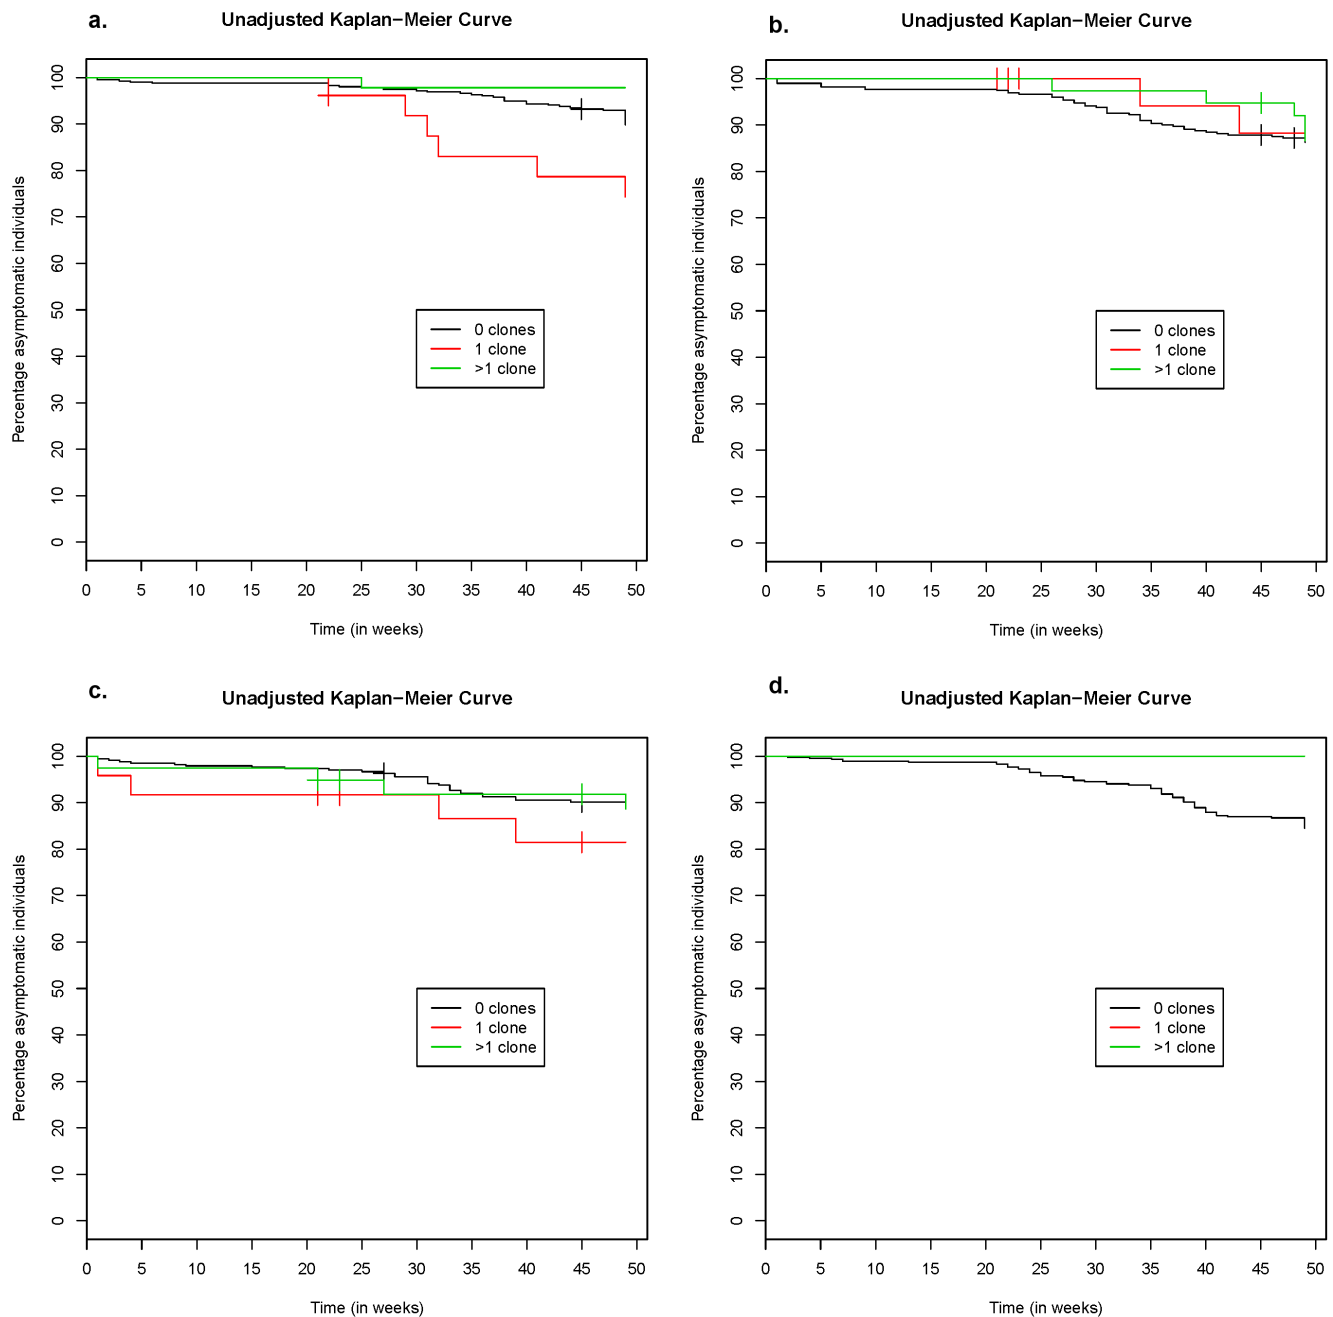 a.
Unadjusted Kaplan−Meier Curve
Percentage asymptomatic individuals
100
90
80
70
60
50
40
30
20
10
0
0 clones
1 clone
>1 clone
0 5 10 15 20 25 30 35 40 45 50
Time (in weeks)
b.
Unadjusted Kaplan−Meier Curve
Percentage asymptomatic individuals
100
90
80
70
60
50
40
30
20
10
0
0 clones
1 clone
>1 clone
0 5 10 15 20 25 30 35 40 45 50
Time (in weeks)
c.
Unadjusted Kaplan−Meier Curve
Percentage asymptomatic individuals
100
90
80
70
60
50
40
30
20
10
0
0 clones
1 clone
>1 clone
0 5 10 15 20 25 30 35 40 45 50
Time (in weeks)
d.
Unadjusted Kaplan−Meier Curve
Percentage asymptomatic individuals
100
90
80
70
60
50
40
30
20
10
0
0 clones
1 clone
>1 clone
0 5 10 15 20 25 30 35 40 45 50
Time (in weeks)